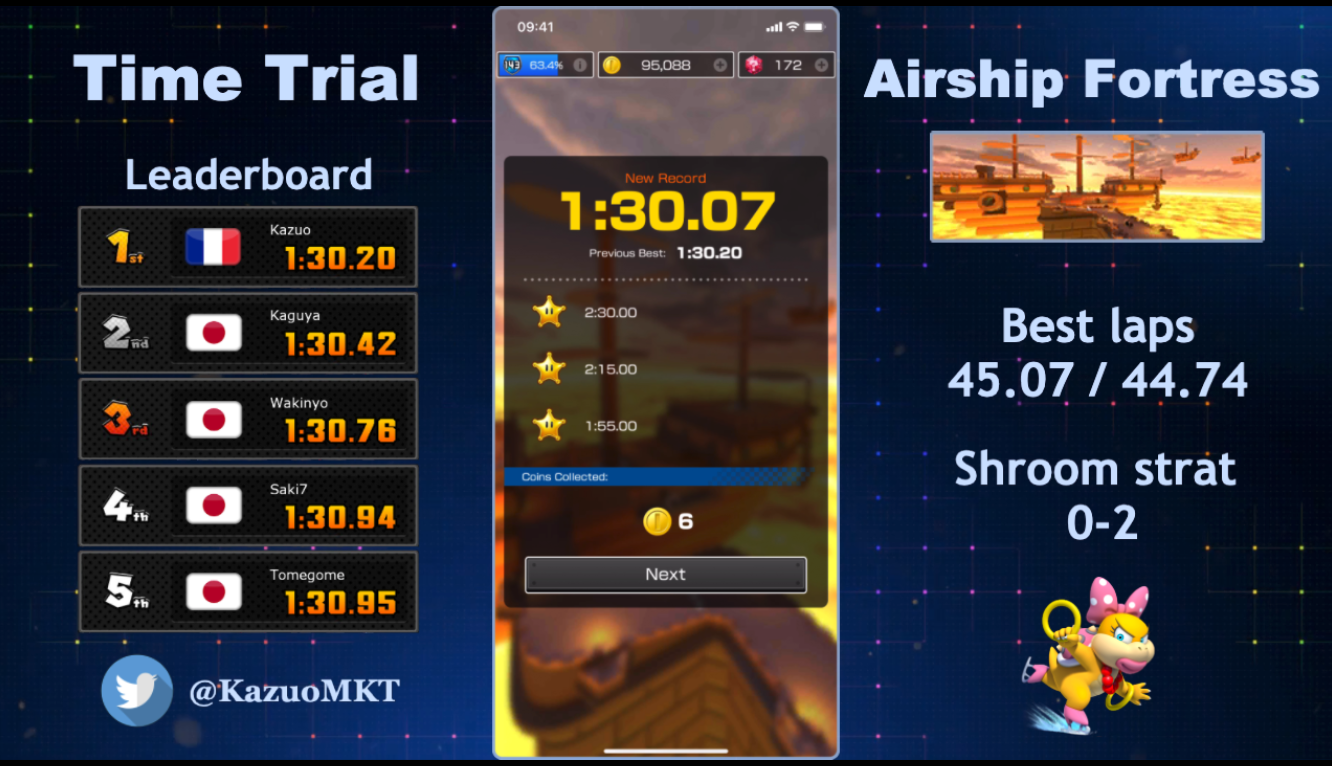 Time Trial
Leaderboard
1st
Kazuo
1:30.20
2nd
Kaguya
1:30.42
3rd
Wakinyo
1:30.76
4th
Saki7
1:30.94
5th
Tomegome
1:30.95
@KazuoMKT
09:41
143 63.4% 95,088 172
New Record
1:30.07
Previous Best: 1:30.20
2:30.00
2:15.00
1:55.00
Coins Collected:
6
Next
Airship Fortress
Best laps
45.07 / 44.74
Shroom strat
0-2